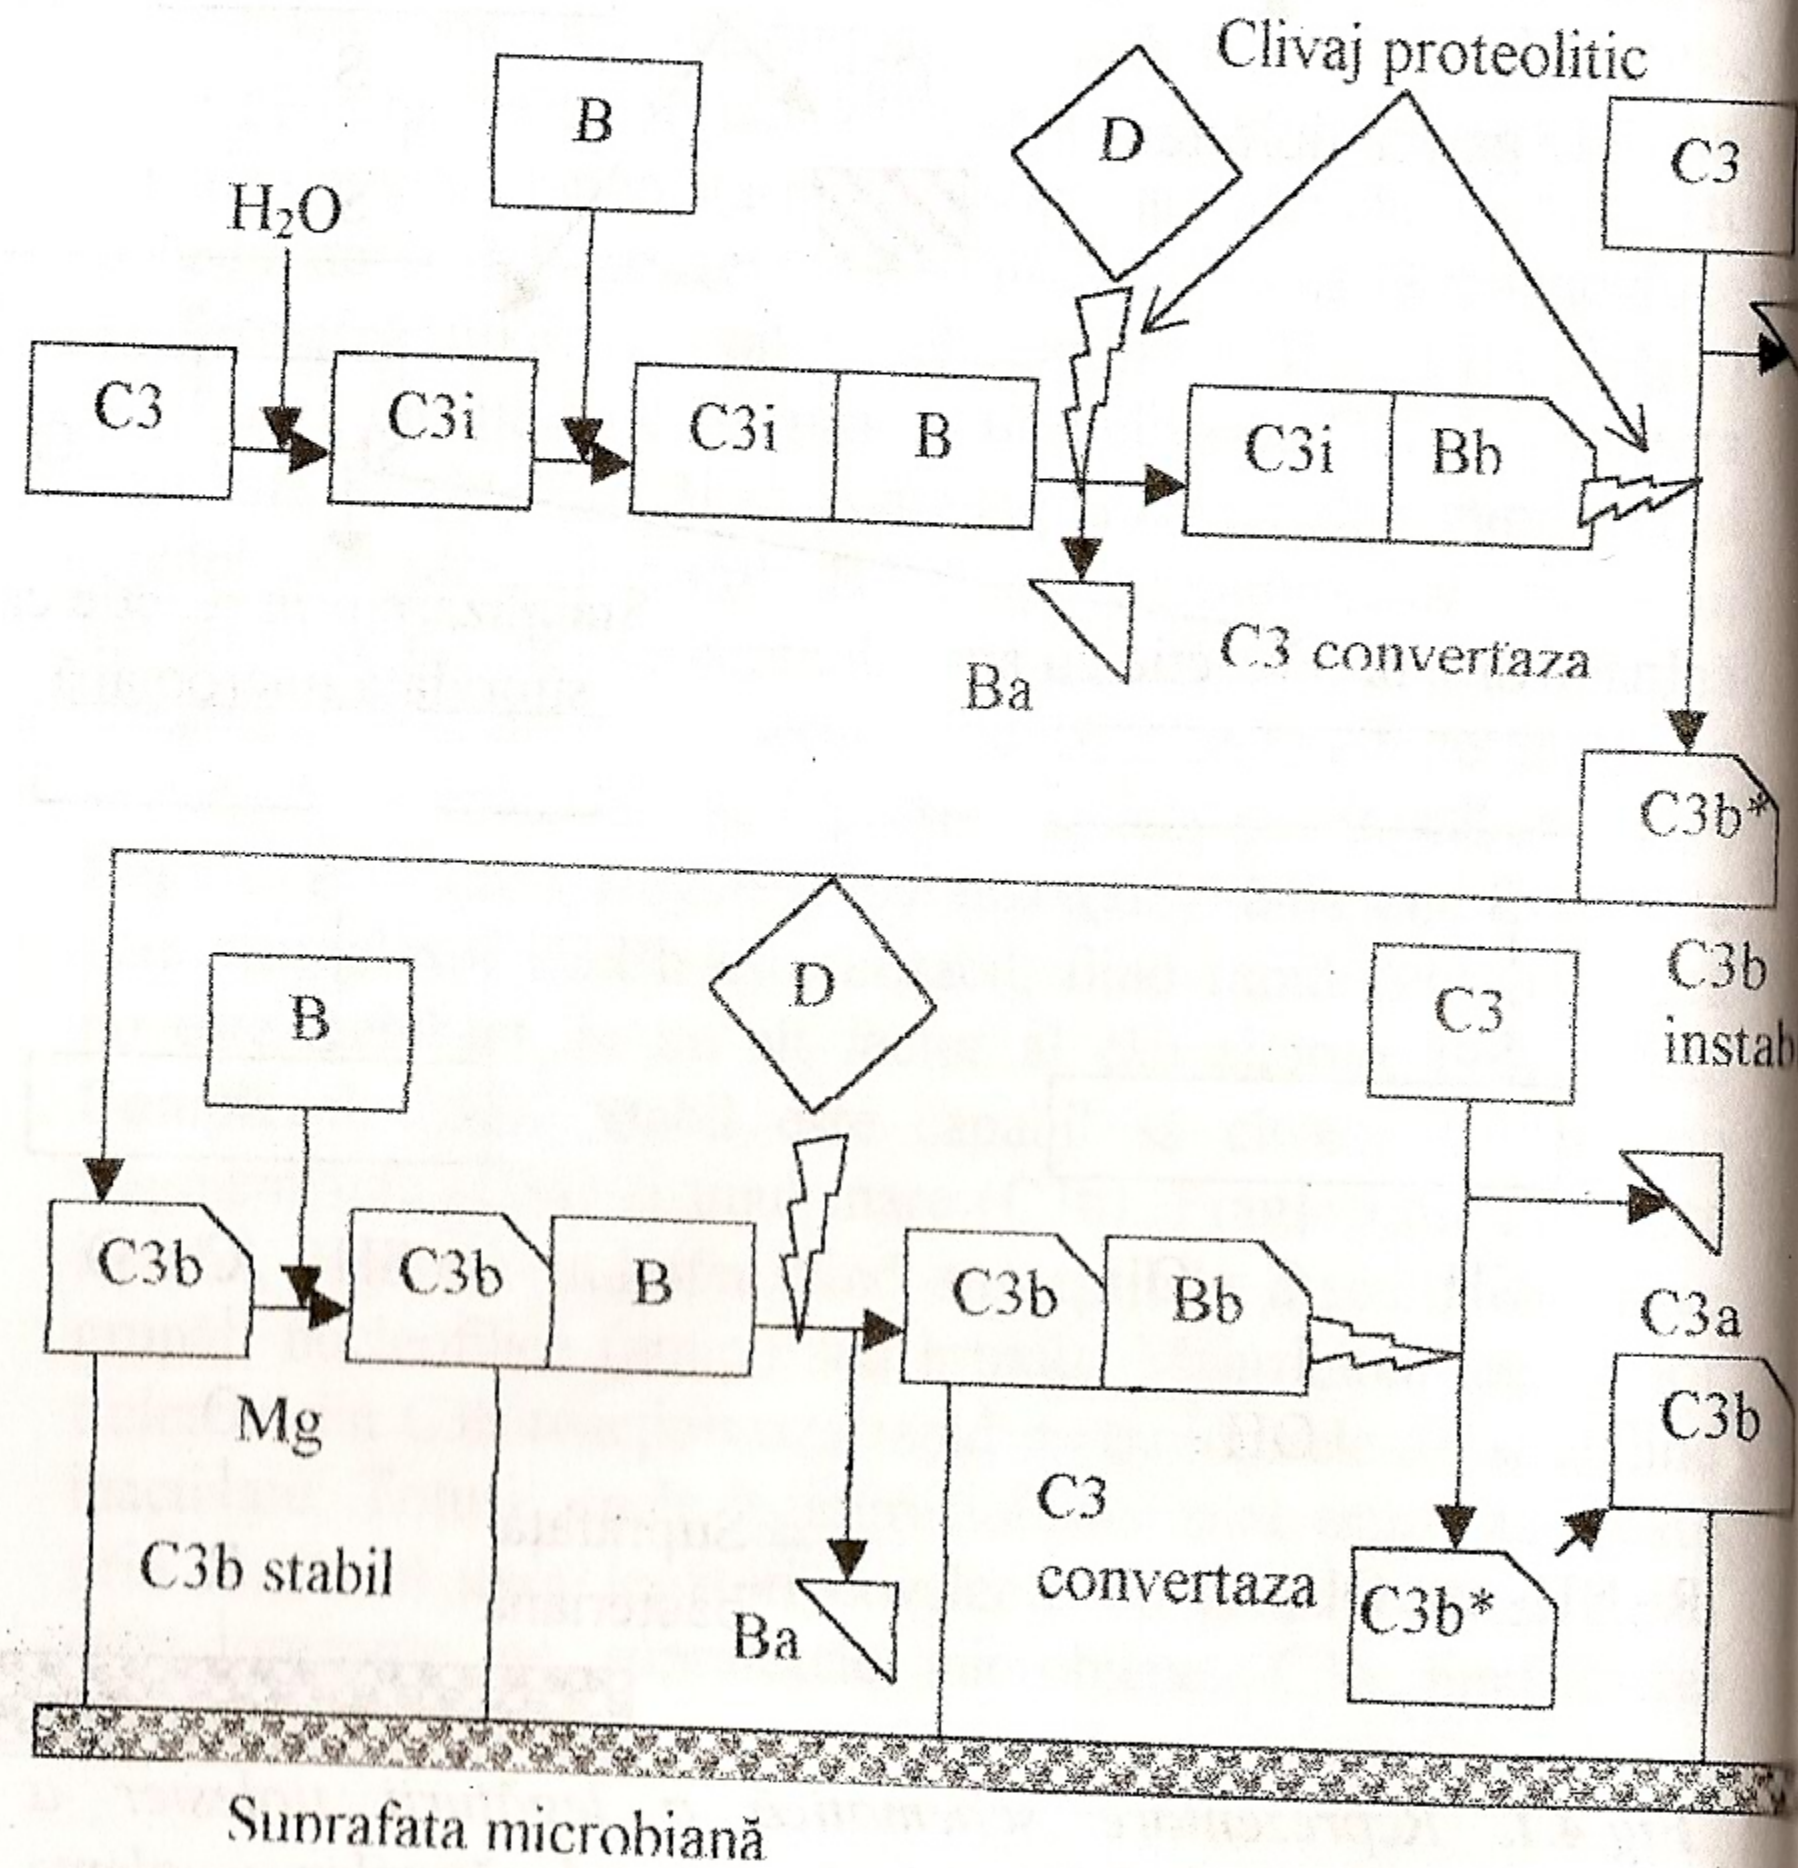 Clivaj proteolitic
B
D
C3
H₂O
C3
C3i
C3i
B
C3i
Bb
Ba
C3 convertaza
C3b*
D
B
C3
C3b
instab
C3b
C3b
B
C3b
Bb
C3a
Mg
C3b
C3
convertaza
C3b stabil
C3b*
Ba
Suprafata microbiană